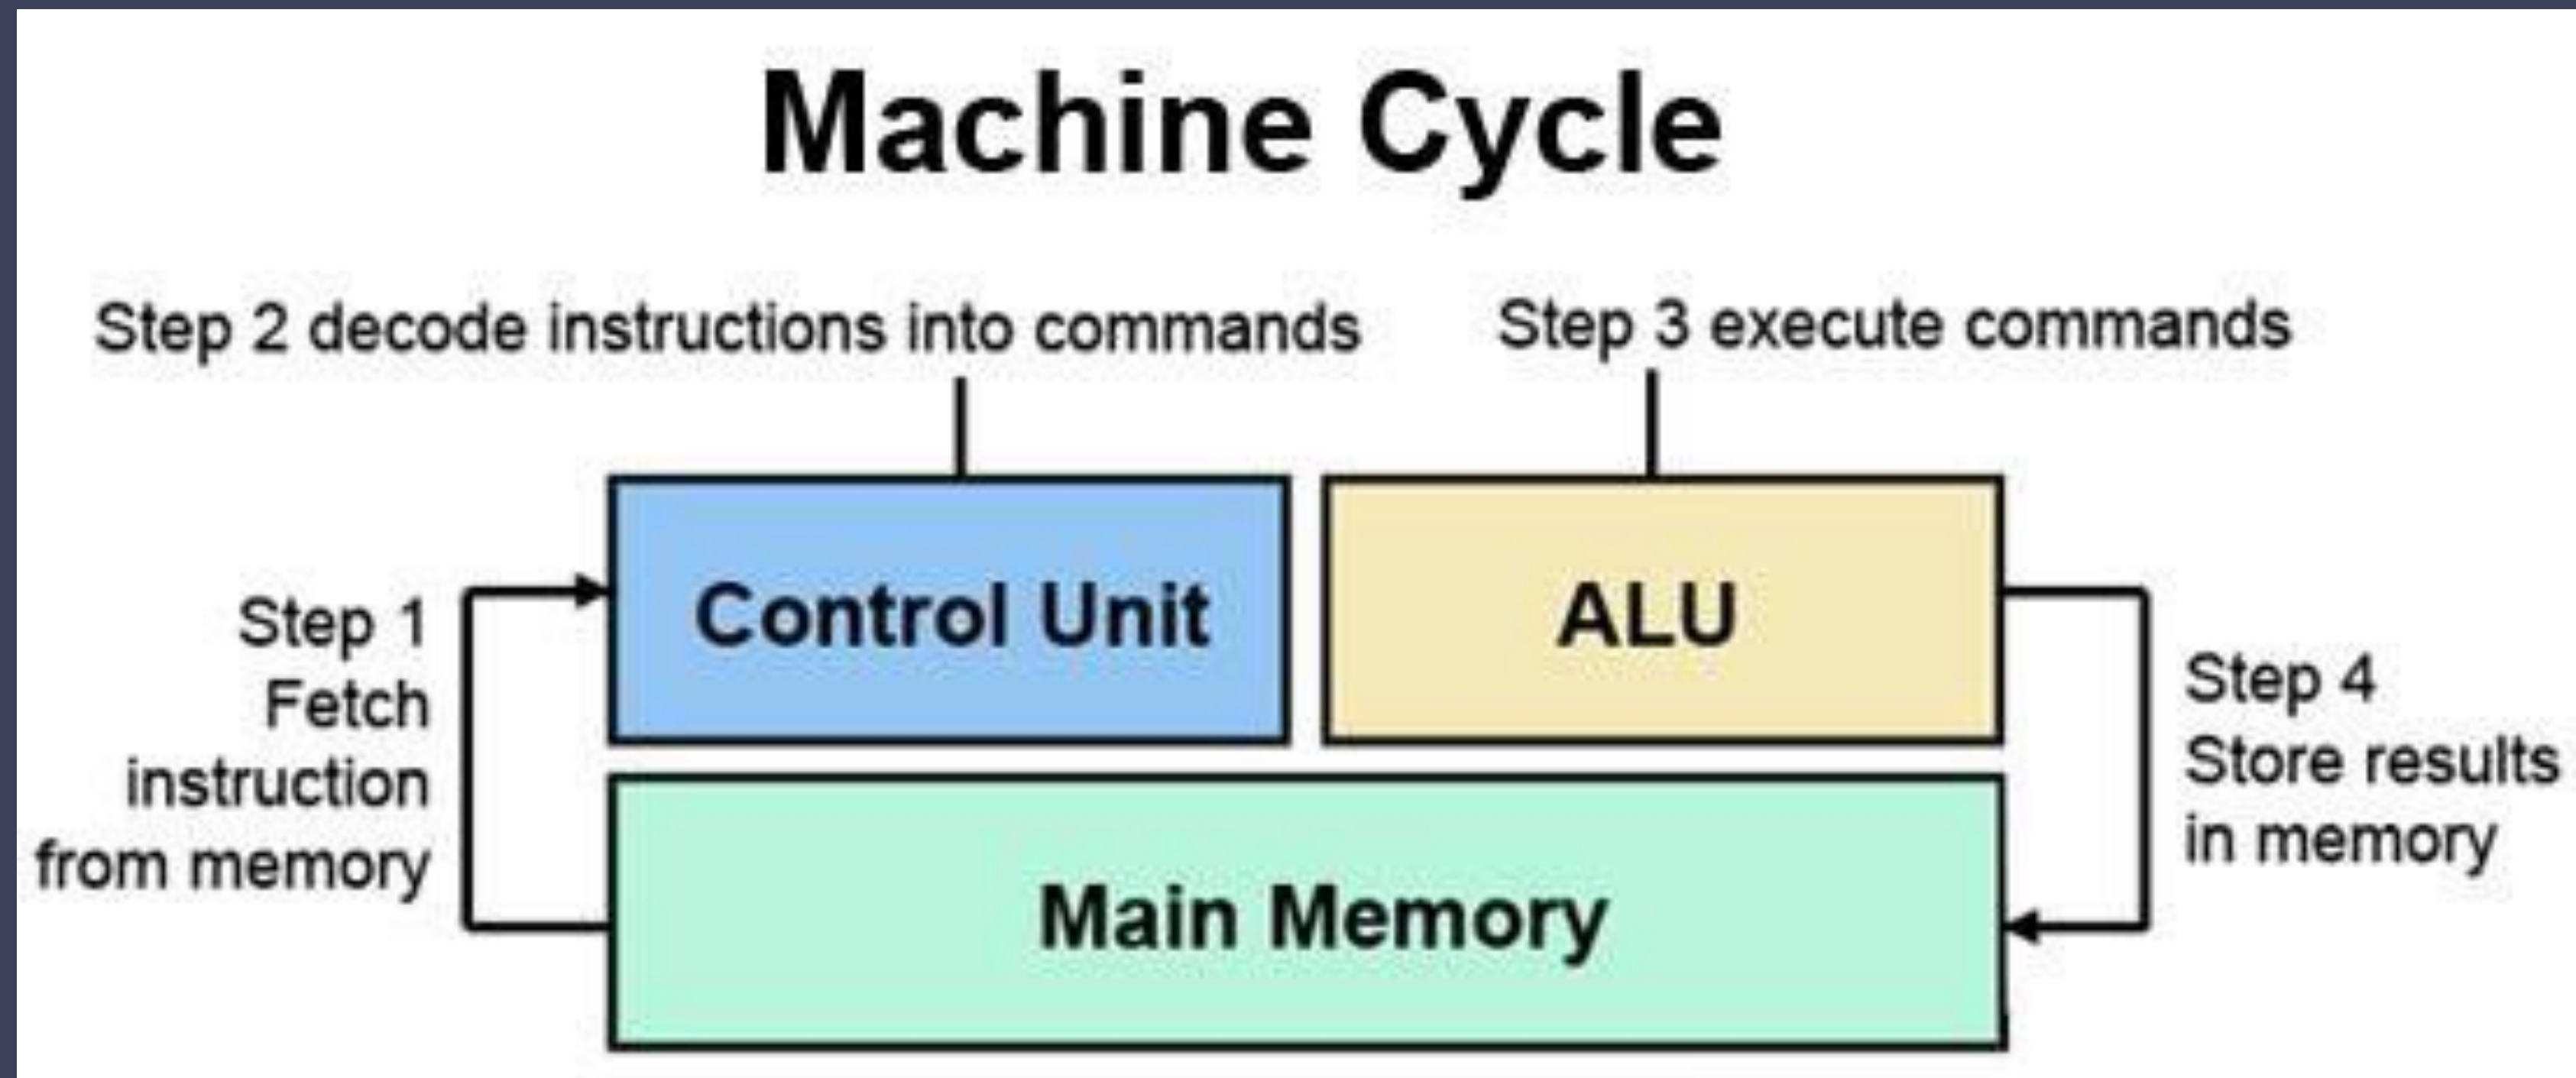 Machine Cycle
Step 2 decode instructions into commands
Step 3 execute commands
Control Unit
ALU
Step 1
Fetch
instruction
from memory
Step 4
Store results
in memory
Main Memory